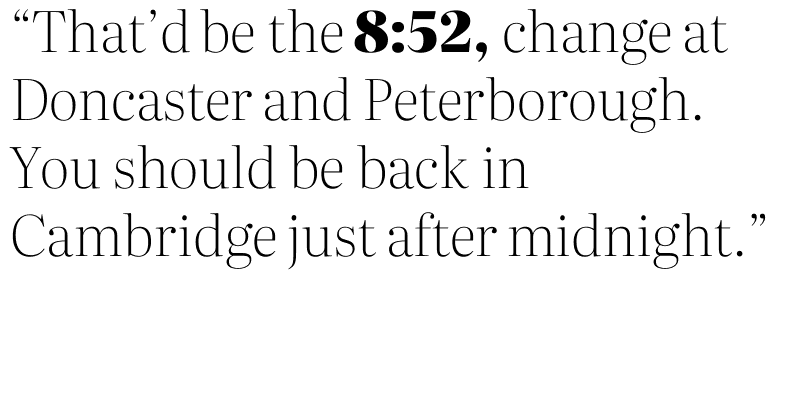 “That’d be the 8:52, change at
Doncaster and Peterborough.
You should be back in
Cambridge just after midnight.”